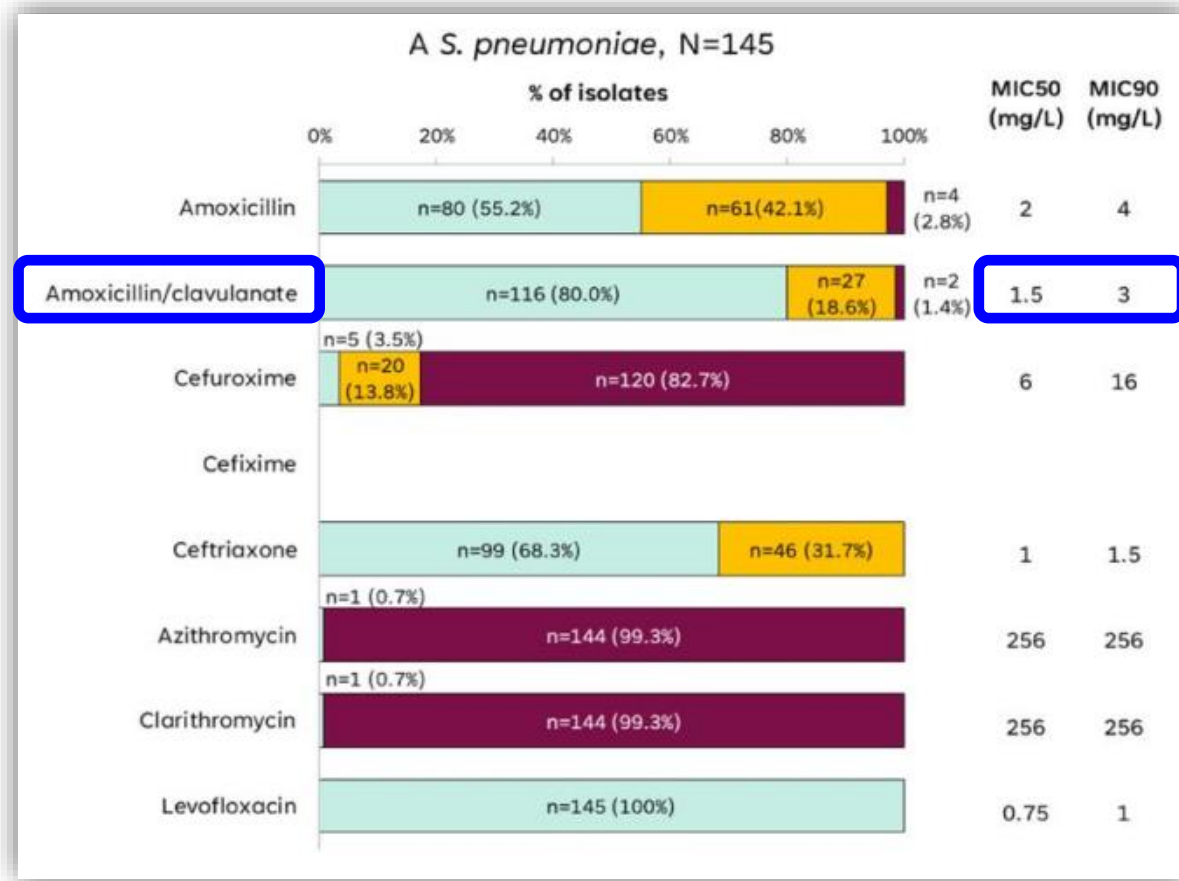 A S. pneumoniae, N=145
% of isolates
MIC50 (mg/L)
MIC90 (mg/L)
0% 20% 40% 60% 80% 100%
Amoxicillin n=80 (55.2%) n=61(42.1%) n=4 (2.8%) 2 4
Amoxicillin/clavulanate n=116 (80.0%) n=27 (18.6%) n=2 (1.4%) 1.5 3
n=5 (3.5%)
Cefuroxime n=20 (13.8%) n=120 (82.7%) 6 16
Cefixime
Ceftriaxone n=99 (68.3%) n=46 (31.7%) 1 1.5
n=1 (0.7%)
Azithromycin n=144 (99.3%) 256 256
n=1 (0.7%)
Clarithromycin n=144 (99.3%) 256 256
Levofloxacin n=145 (100%) 0.75 1